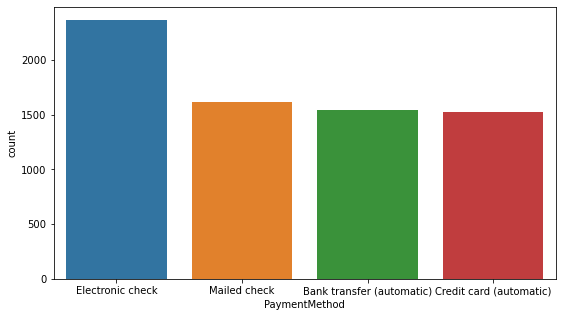 2000
1500
1000
500
0
count
Electronic check Mailed check Bank transfer (automatic) Credit card (automatic)
PaymentMethod